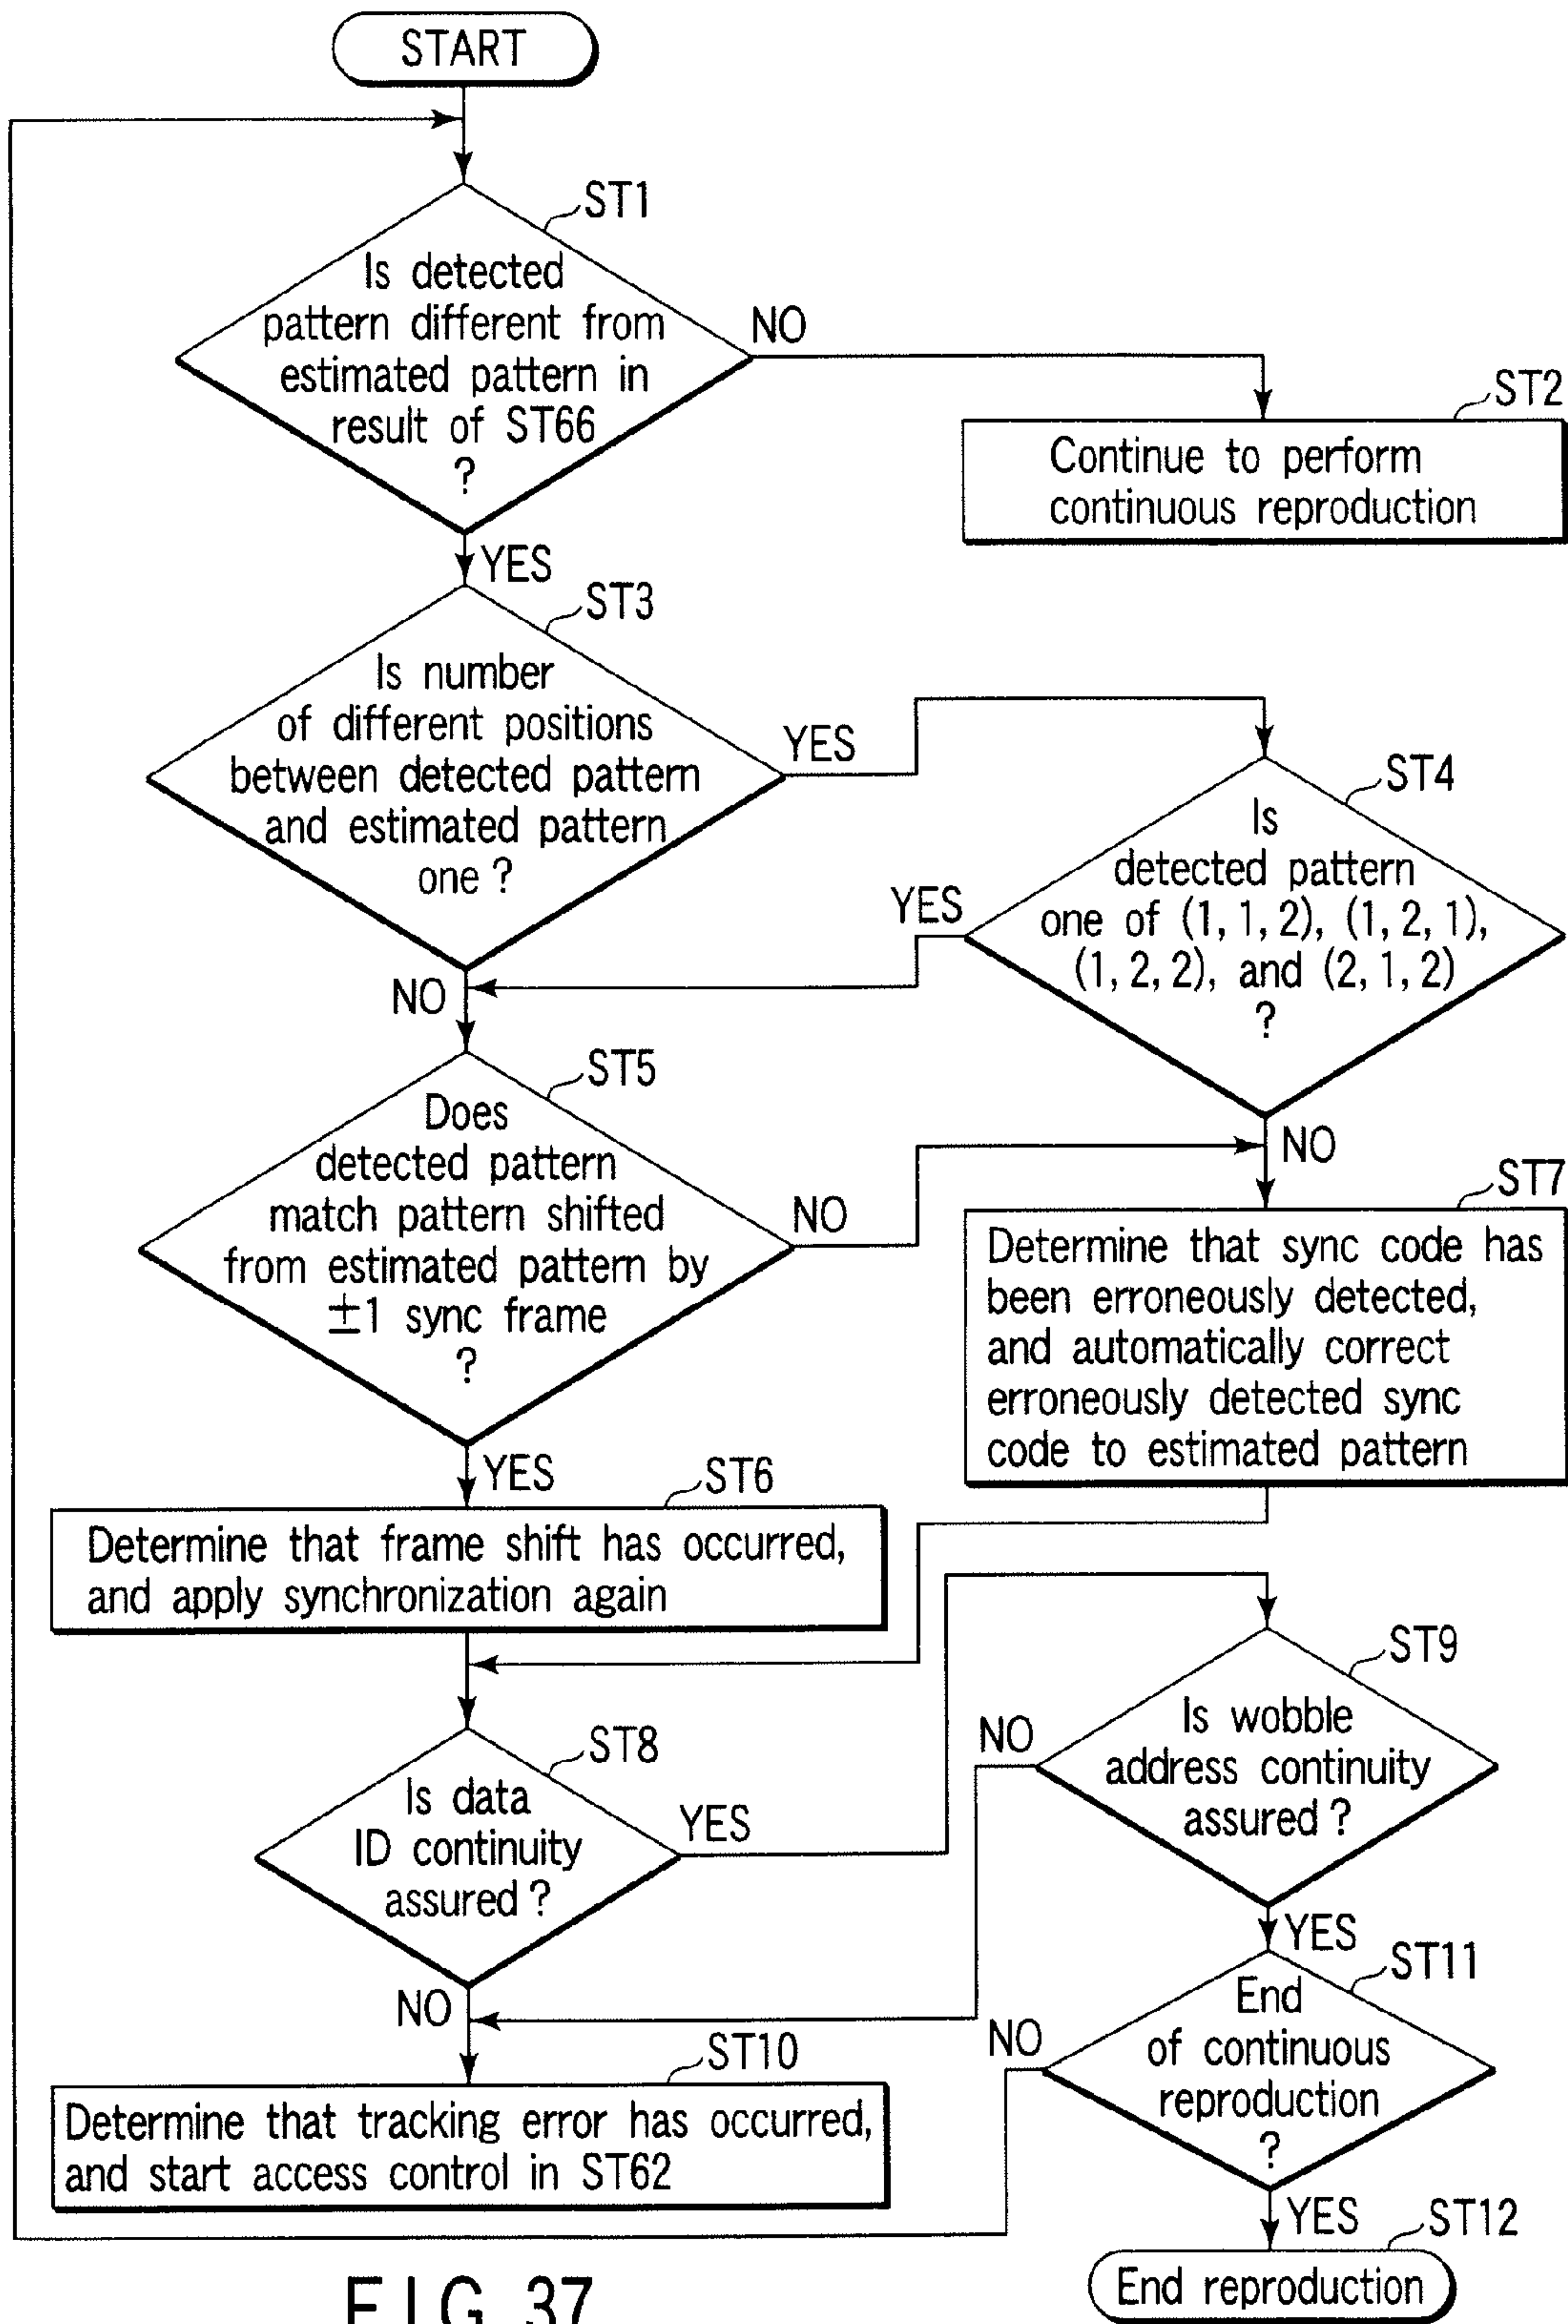 START
ST1
Is detected
pattern different from
estimated pattern in
result of ST66
?
NO
ST2
Continue to perform
continuous reproduction
YES
ST3
Is number
of different positions
between detected pattern
and estimated pattern
one ?
YES
ST4
Is
detected pattern
one of (1, 1, 2), (1, 2, 1),
(1, 2, 2), and (2, 1, 2)
?
YES
NO
NO
ST5
Does
detected pattern
match pattern shifted
from estimated pattern by
±1 sync frame
?
NO
ST7
Determine that sync code has
been erroneously detected,
and automatically correct
erroneously detected sync
code to estimated pattern
YES
ST6
Determine that frame shift has occurred,
and apply synchronization again
ST8
Is data
ID continuity
assured ?
YES
ST9
Is wobble
address continuity
assured ?
NO
YES
NO
ST10
Determine that tracking error has occurred,
and start access control in ST62
ST11
End
of continuous
reproduction
?
NO
YES
ST12
End reproduction
FIG. 37